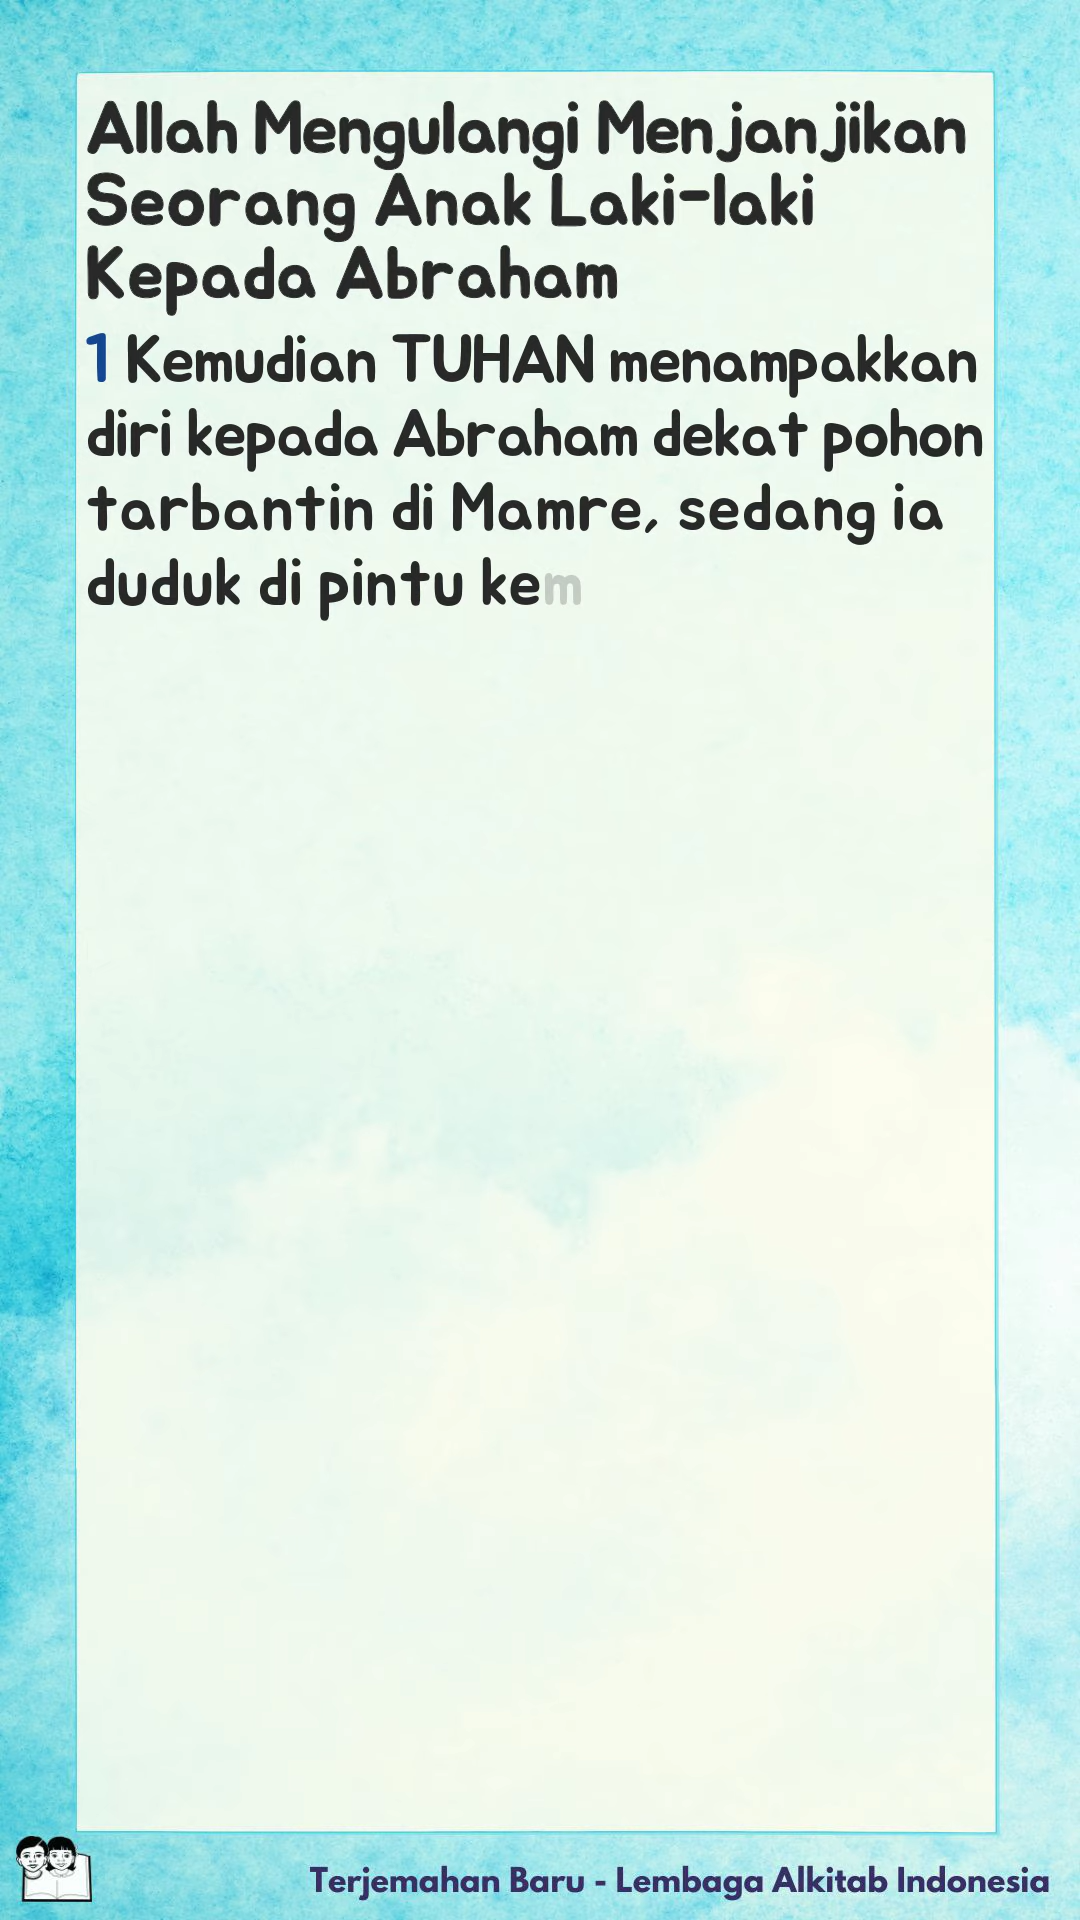 Allah Mengulangi Menjanjikan
Seorang Anak Laki-laki
Kepada Abraham
1 Kemudian TUHAN menampakkan
diri kepada Abraham dekat pohon
tarbantin di Mamre, sedang ia
duduk di pintu kem
Terjemahan Baru - Lembaga Alkitab Indonesia